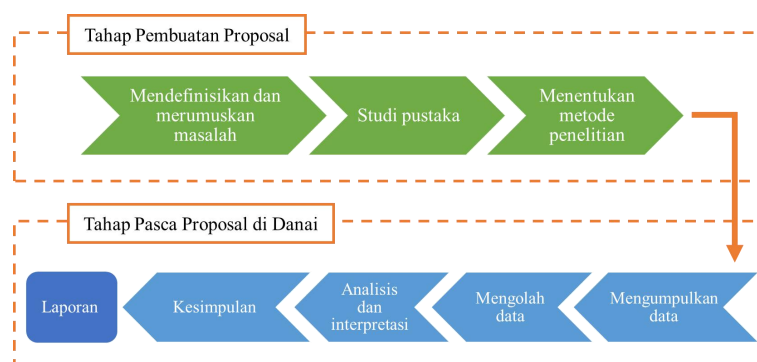 Tahap Pembuatan Proposal
Mendefinisikan dan
merumuskan
masalah
Studi pustaka
Menentukan
metode
penelitian
Tahap Pasca Proposal di Danai
Laporan
Kesimpulan
Analisis
dan
interpretasi
Mengolah
data
Mengumpulkan
data